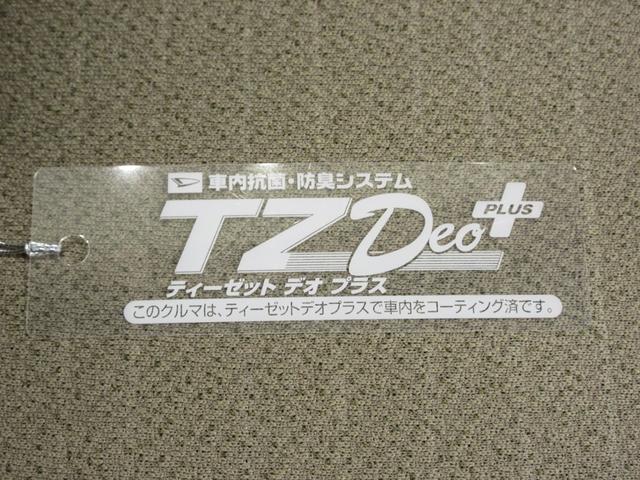 車内抗菌・防臭システム
TZ Deo PLUS
ティーゼット デオ プラス
このクルマは、ティーゼットデオプラスで車内をコーティング済です。